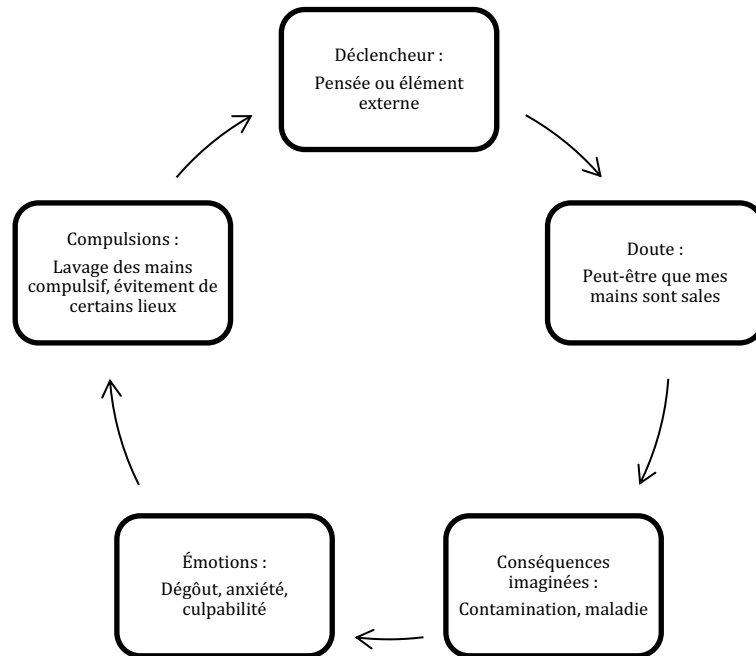 Déclencheur :
Pensée ou élément
externe
Doute :
Peut-être que mes
mains sont sales
Conséquences
imaginées :
Contamination, maladie
Émotions :
Dégôut, anxiété,
culpabilité
Compulsions :
Lavage des mains
compulsif, évitement de
certains lieux